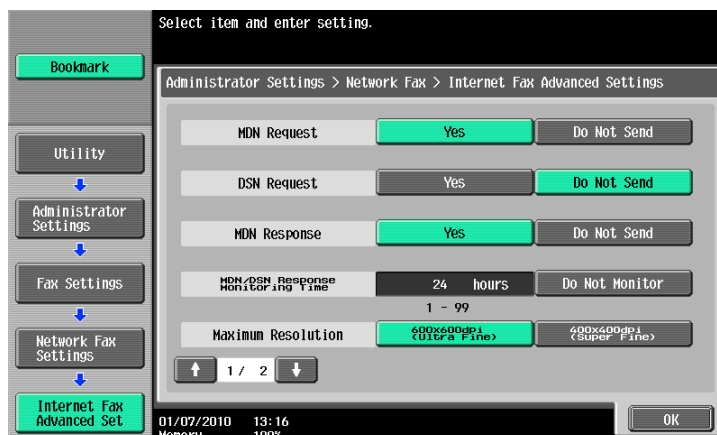 Select item and enter setting.
Bookmark
Administrator Settings > Network Fax > Internet Fax Advanced Settings
MDN Request Yes Do Not Send
Utility
DSN Request Yes Do Not Send
Administrator
Settings
MDN Response Yes Do Not Send
Fax Settings
MDN/DSN Response
Monitoring Time
24 hours Do Not Monitor
1 - 99
Network Fax
Settings
Maximum Resolution
600x600dpi
(Ultra Fine)
400x400dpi
(Super Fine)
1/ 2
Internet Fax
Advanced Set
01/07/2010 13:16
Memory 100%
OK